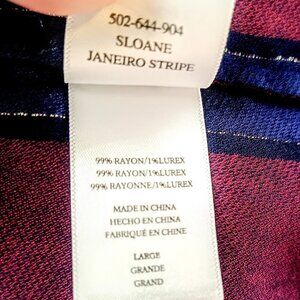 502-644-904
SLOANE
JANEIRO STRIPE
99% RAYON/1%LUREX
99% RAYON/1%LUREX
99% RAYONNE/1%LUREX
MADE IN CHINA
HECHO EN CHINA
FABRIQUÉ EN CHINE
LARGE
GRANDE
GRAND